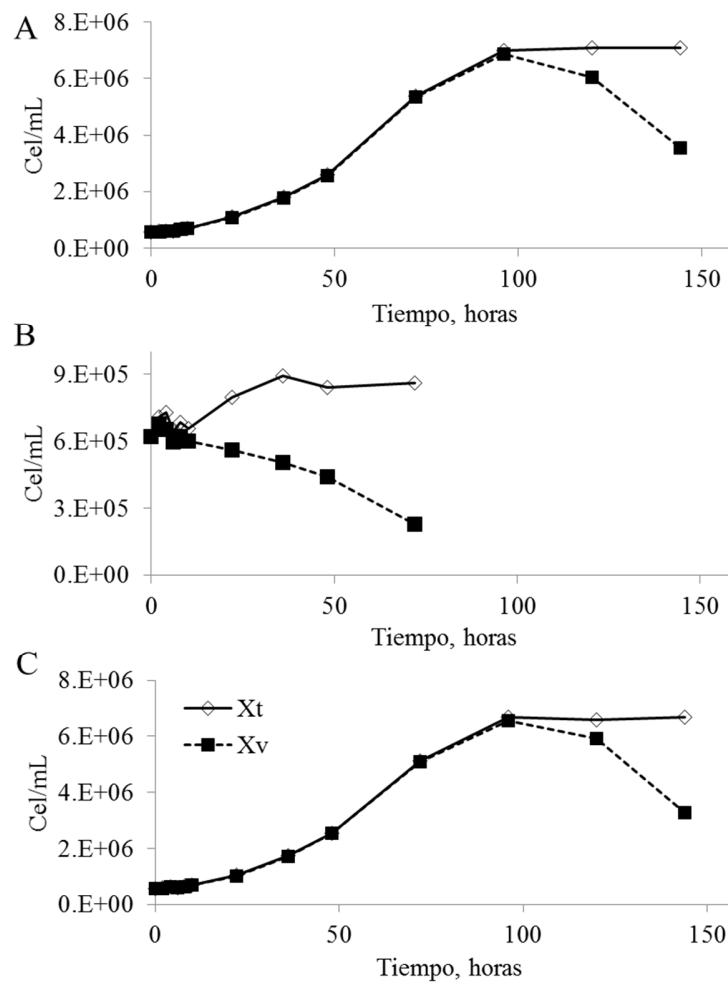 A
8.E+06
6.E+06
4.E+06
2.E+06
0.E+00
Cel/mL
0 50 100 150
Tiempo, horas
B
9.E+05
6.E+05
3.E+05
0.E+00
Cel/mL
0 50 100 150
Tiempo, horas
C
8.E+06
6.E+06
4.E+06
2.E+06
0.E+00
Cel/mL
Xt
Xv
0 50 100 150
Tiempo, horas